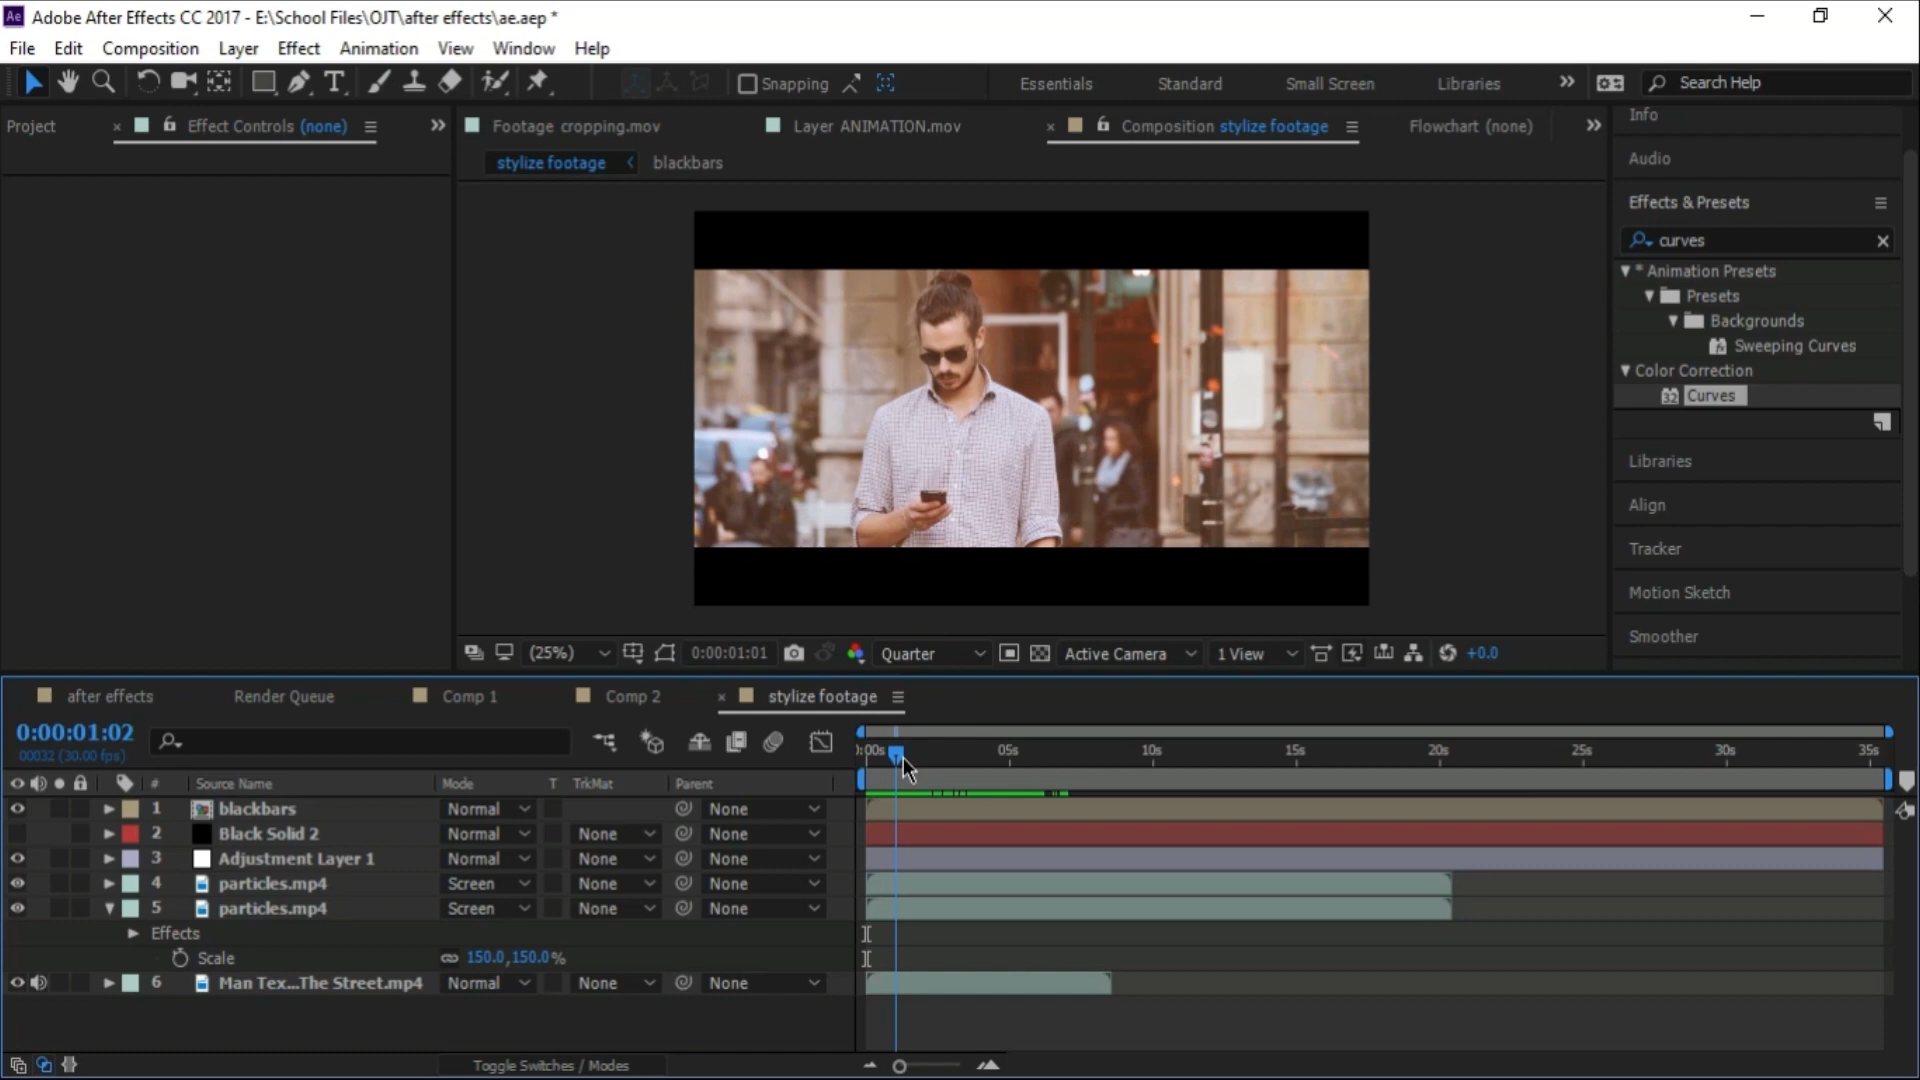 Ae Adobe After Effects CC 2017 - E:\School Files\OJT\after effects\ae.aep *
File Edit Composition Layer Effect Animation View Window Help
Snapping Essentials Standard Small Screen Libraries Search Help
Project Effect Controls (none) Footage cropping.mov Layer ANIMATION.mov Composition stylize footage Flowchart (none)
stylize footage blackbars
Info
Audio
Effects & Presets
curves
* Animation Presets
Presets
Backgrounds
Sweeping Curves
Color Correction
32 Curves
Libraries
Align
Tracker
Motion Sketch
Smoother
(25%) 0:00:01:01 Quarter Active Camera 1 View +0.0
after effects Render Queue Comp 1 Comp 2 stylize footage
0:00:01:02
00032 (30.00 fps)
):00s 05s 10s 15s 20s 25s 30s 35s
# Source Name Mode T TrkMat Parent
1 blackbars Normal None
2 Black Solid 2 Normal None None
3 Adjustment Layer 1 Normal None None
4 particles.mp4 Screen None None
5 particles.mp4 Screen None None
Effects
Scale 150.0,150.0%
6 Man Tex...The Street.mp4 Normal None None
Toggle Switches / Modes